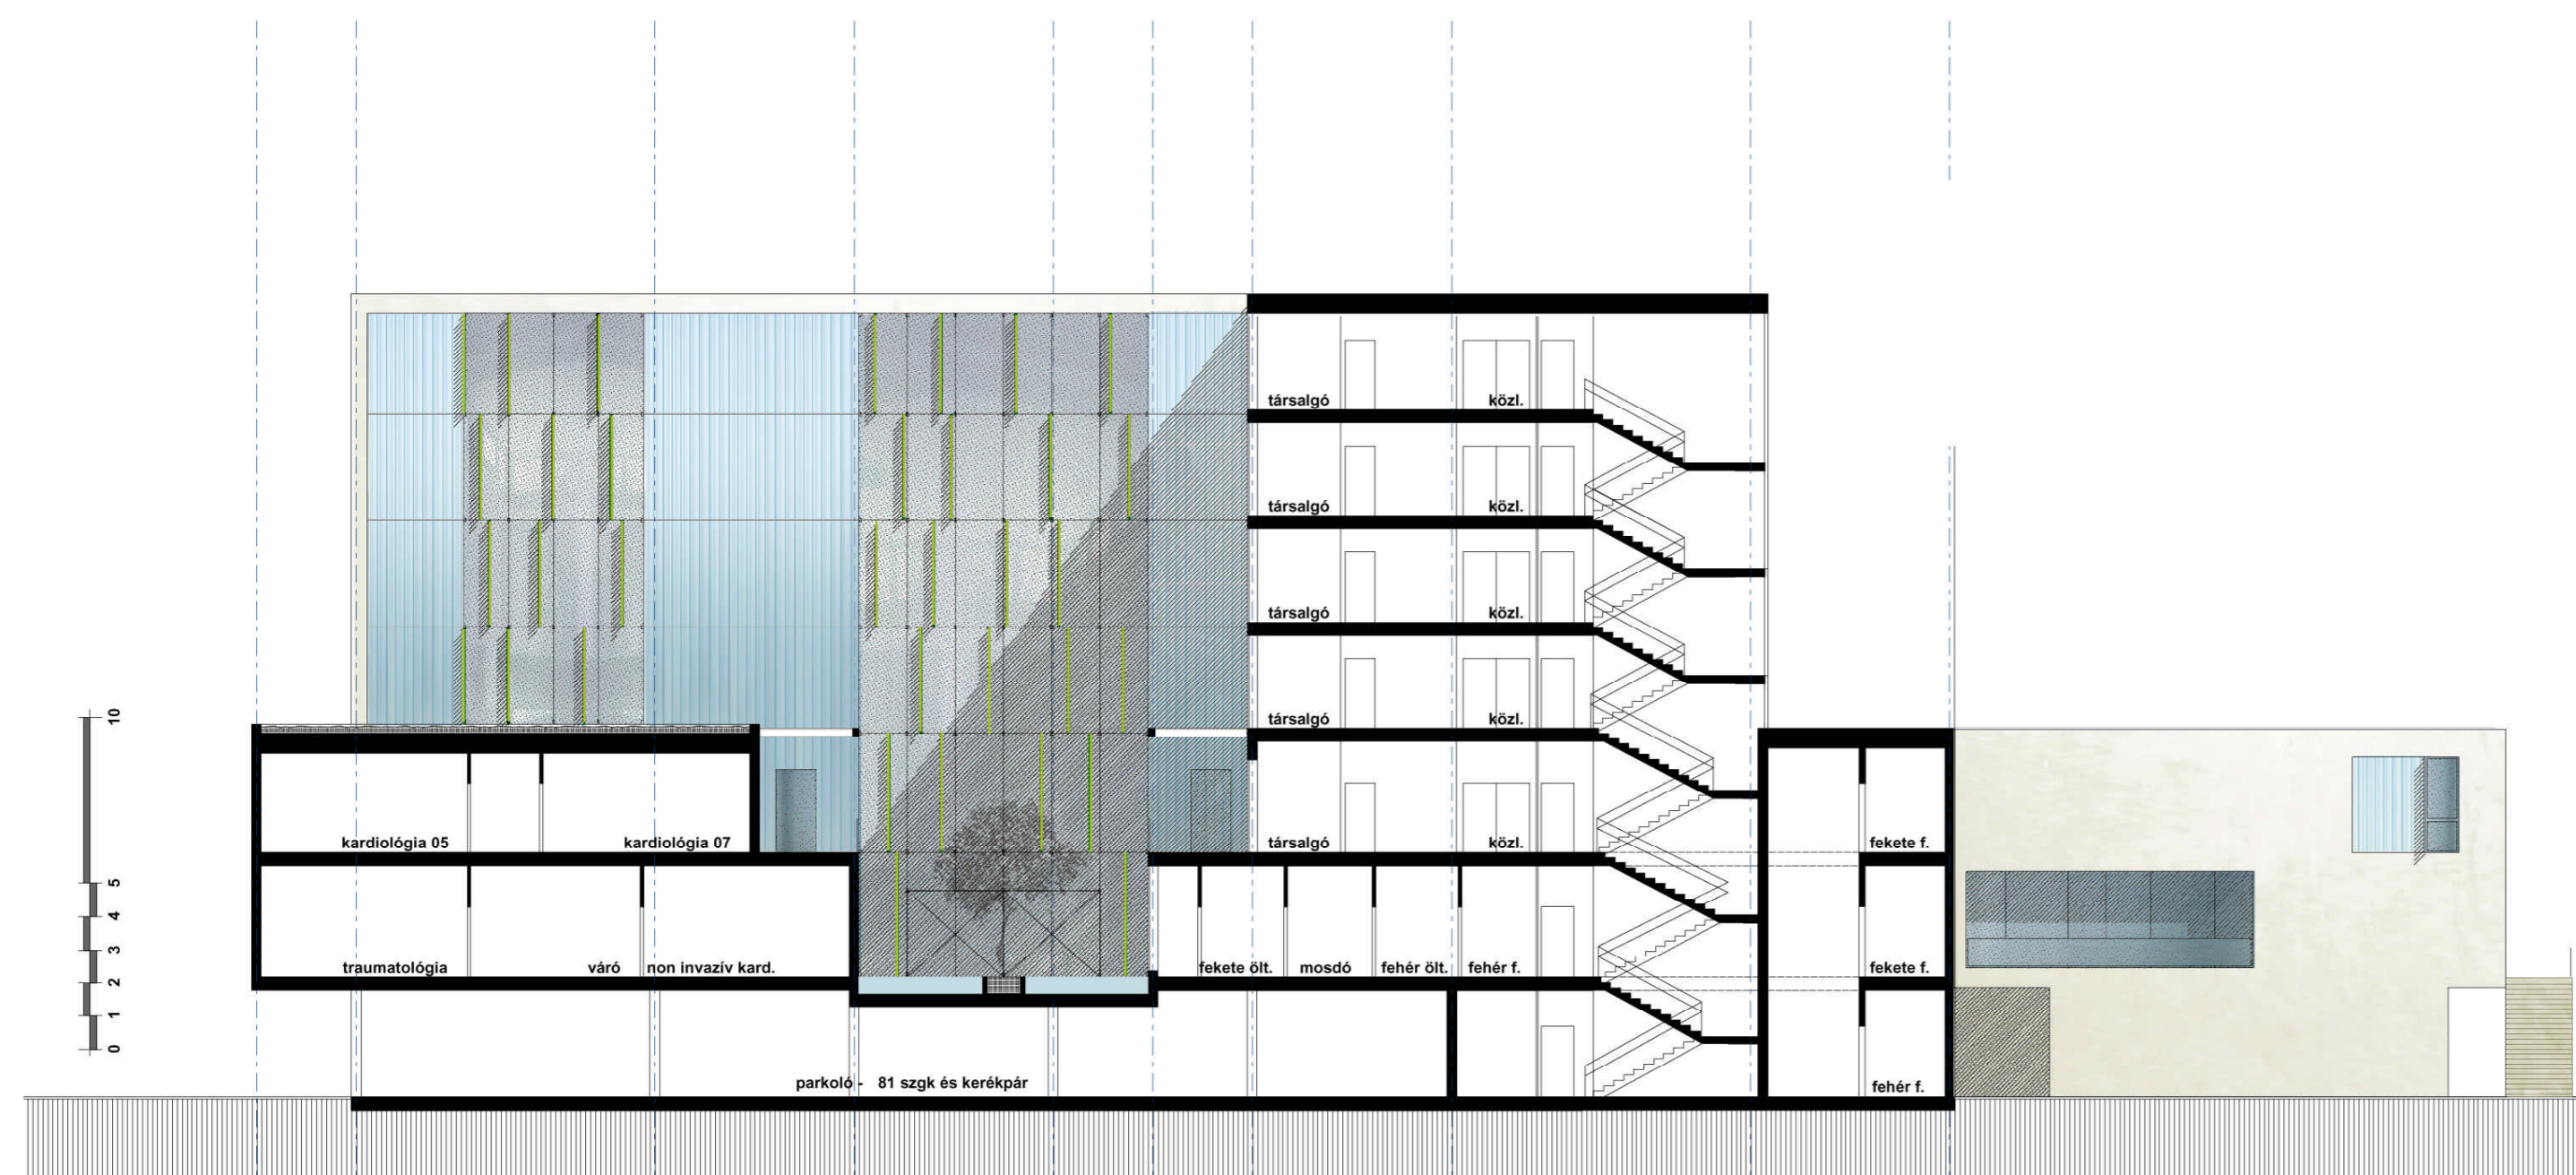 társalgó közl.
társalgó közl.
társalgó közl.
10
társalgó közl.
kardiológia 05 kardiológia 07 társalgó közl. fekete f.
5
4
3
traumatológia váró non invazív kard. fekete ölt. mosdó fehér ölt. fehér f. fekete f.
2
1
0
parkoló - 81 szgk és kerékpár fehér f.